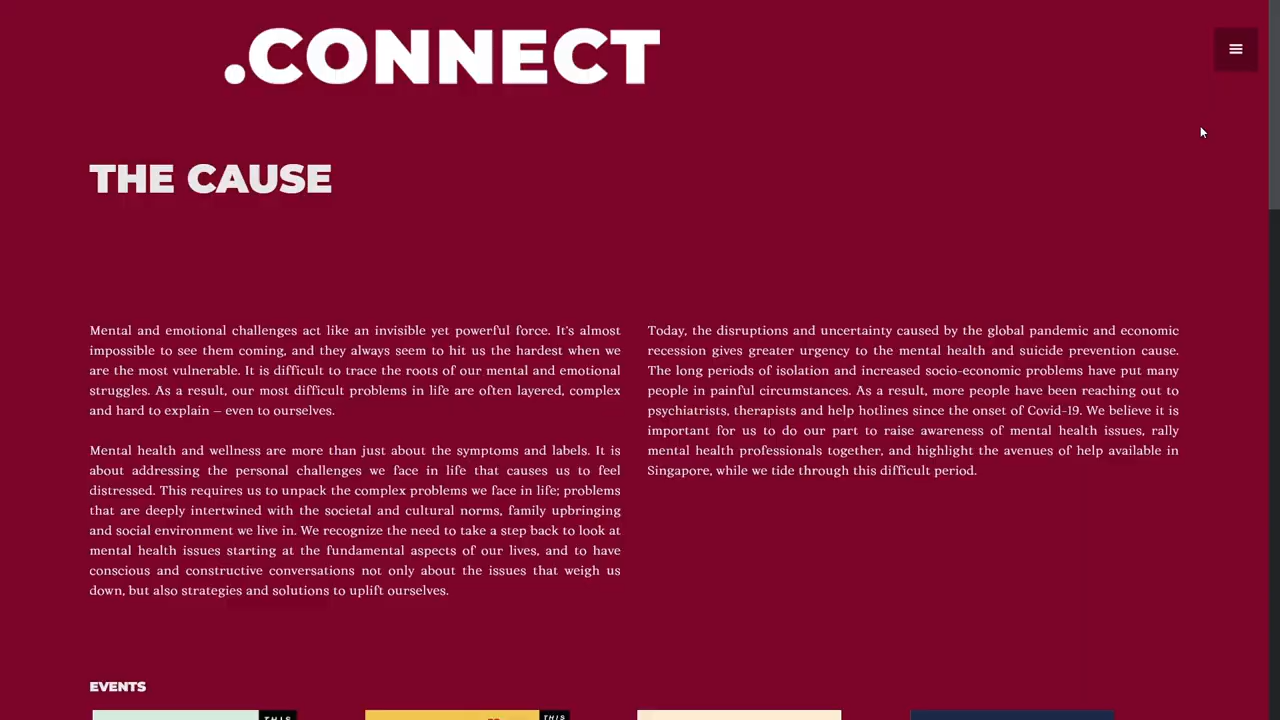 .CONNECT
THE CAUSE
Mental and emotional challenges act like an invisible yet powerful force. It's almost
impossible to see them coming, and they always seem to hit us the hardest when we
are the most vulnerable. It is difficult to trace the roots of our mental and emotional
struggles. As a result, our most difficult problems in life are often layered, complex
and hard to explain – even to ourselves.
Mental health and wellness are more than just about the symptoms and labels. It is
about addressing the personal challenges we face in life that causes us to feel
distressed. This requires us to unpack the complex problems we face in life; problems
that are deeply intertwined with the societal and cultural norms, family upbringing
and social environment we live in. We recognize the need to take a step back to look at
mental health issues starting at the fundamental aspects of our lives, and to have
conscious and constructive conversations not only about the issues that weigh us
down, but also strategies and solutions to uplift ourselves.
Today, the disruptions and uncertainty caused by the global pandemic and economic
recession gives greater urgency to the mental health and suicide prevention cause.
The long periods of isolation and increased socio-economic problems have put many
people in painful circumstances. As a result, more people have been reaching out to
psychiatrists, therapists and help hotlines since the onset of Covid-19. We believe it is
important for us to do our part to raise awareness of mental health issues, rally
mental health professionals together, and highlight the avenues of help available in
Singapore, while we tide through this difficult period.
EVENTS
THIS
THIS